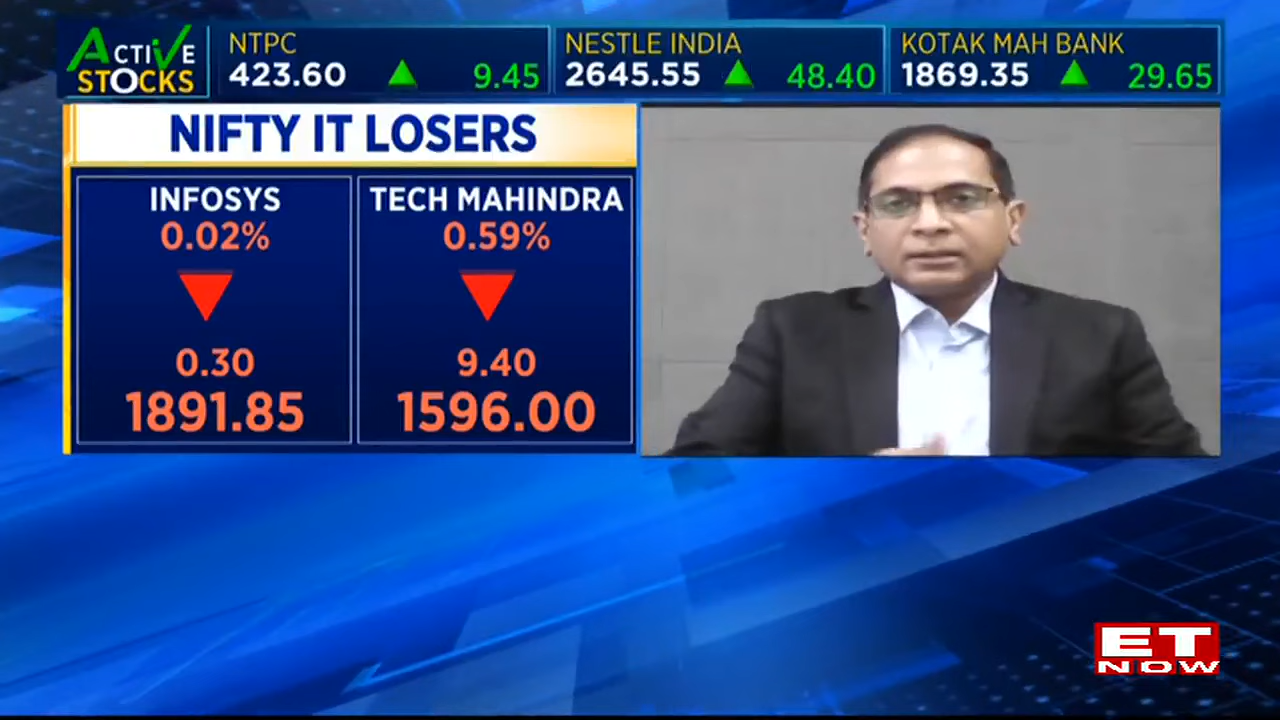 ACTIVE
STOCKS
NTPC
423.60 9.45
NESTLE INDIA
2645.55 48.40
KOTAK MAH BANK
1869.35 29.65
NIFTY IT LOSERS
INFOSYS
0.02%
0.30
1891.85
TECH MAHINDRA
0.59%
9.40
1596.00
ET
NOW